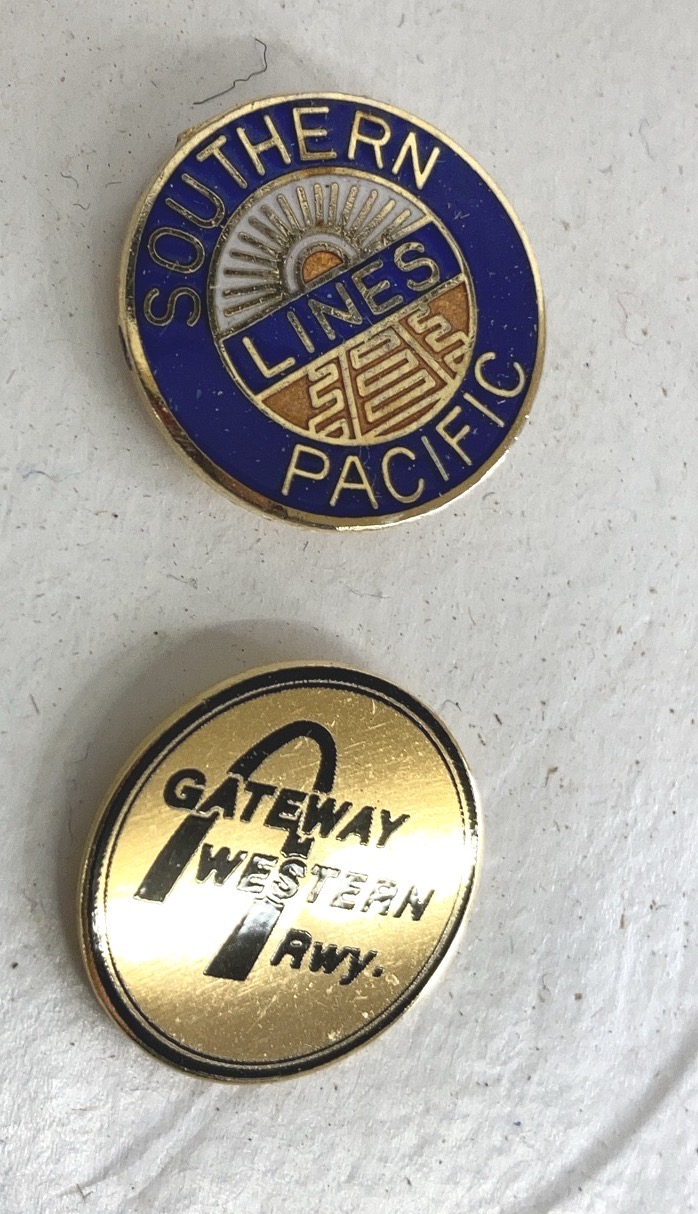 SOUTHERN
LINES
PACIFIC
GATEWAY
WESTERN
Rwy.